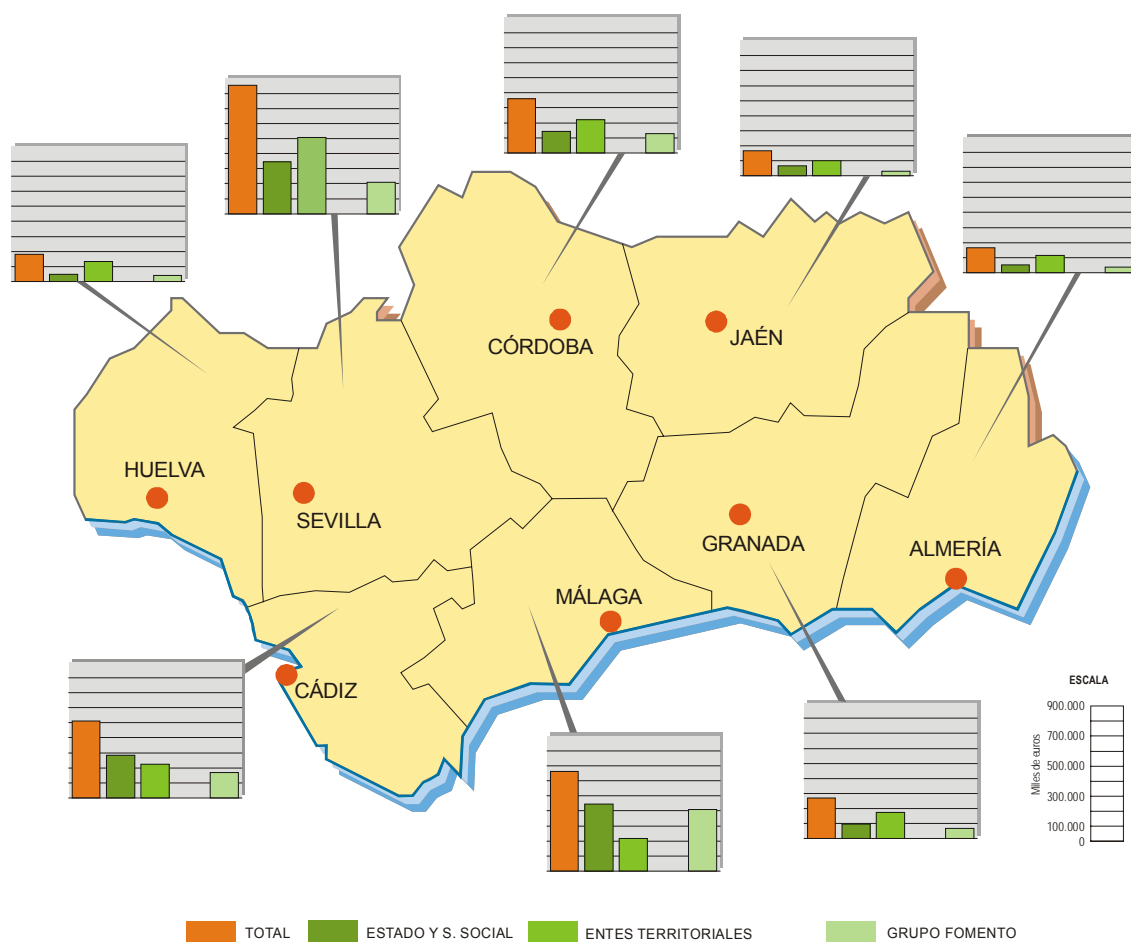 CÓRDOBA
JAÉN
HUELVA
SEVILLA
GRANADA
ALMERÍA
MÁLAGA
CÁDIZ
ESCALA
900.000
700.000
500.000
300.000
100.000
0
Miles de euros
TOTAL
ESTADO Y S. SOCIAL
ENTES TERRITORIALES
GRUPO FOMENTO